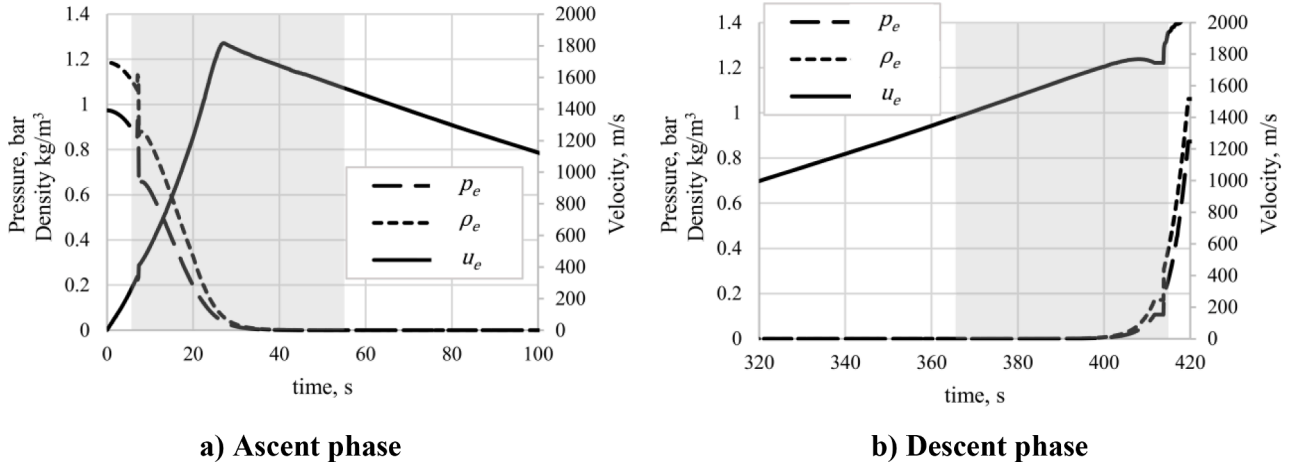 1.4
1.2
1
0.8
0.6
0.4
0.2
0
Pressure, bar
Density kg/m³
2000
1800
1600
1400
1200
1000
800
600
400
200
0
Velocity, m/s
pₑ
ρₑ
uₑ
0 20 40 60 80 100
time, s
a) Ascent phase
1.4
1.2
1
0.8
0.6
0.4
0.2
0
Pressure, bar
Density kg/m³
pₑ
ρₑ
uₑ
2000
1800
1600
1400
1200
1000
800
600
400
200
0
Velocity, m/s
320 340 360 380 400 420
time, s
b) Descent phase